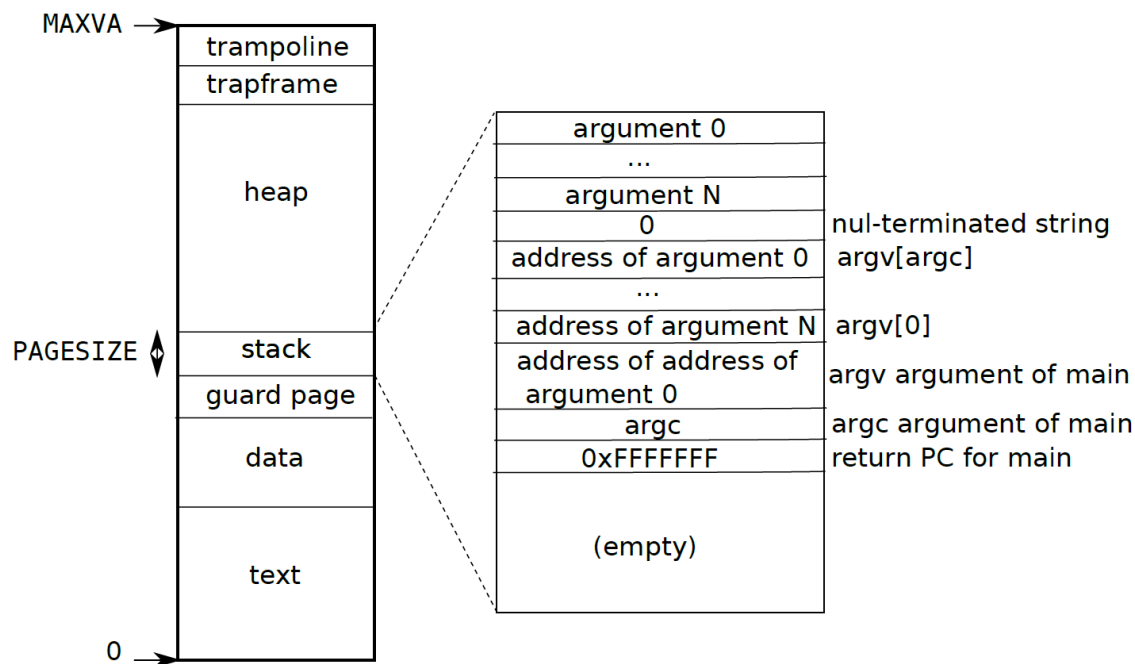 MAXVA
trampoline
trapframe
heap
PAGESIZE
stack
guard page
data
text
0
argument 0
...
argument N
0
nul-terminated string
address of argument 0
argv[argc]
...
address of argument N
argv[0]
address of address of
argument 0
argv argument of main
argc
argc argument of main
0xFFFFFFF
return PC for main
(empty)